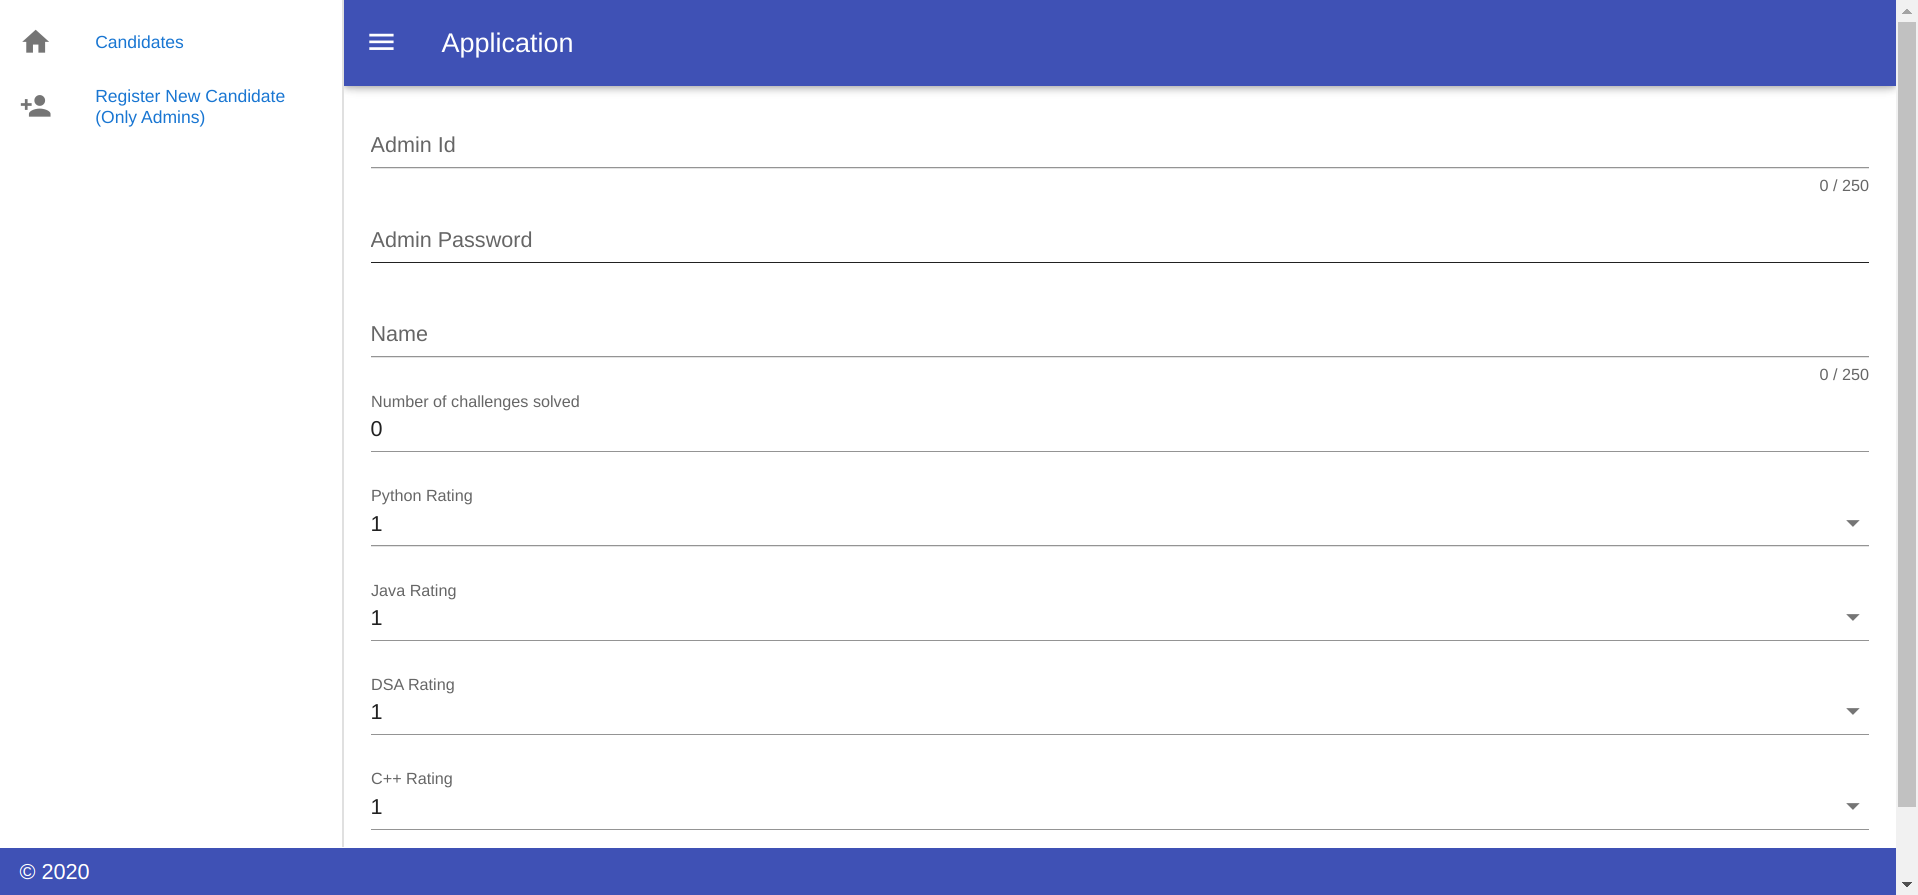 Candidates
Register New Candidate
(Only Admins)
Application
Admin Id
0 / 250
Admin Password
Name
0 / 250
Number of challenges solved
0
Python Rating
1
Java Rating
1
DSA Rating
1
C++ Rating
1
© 2020